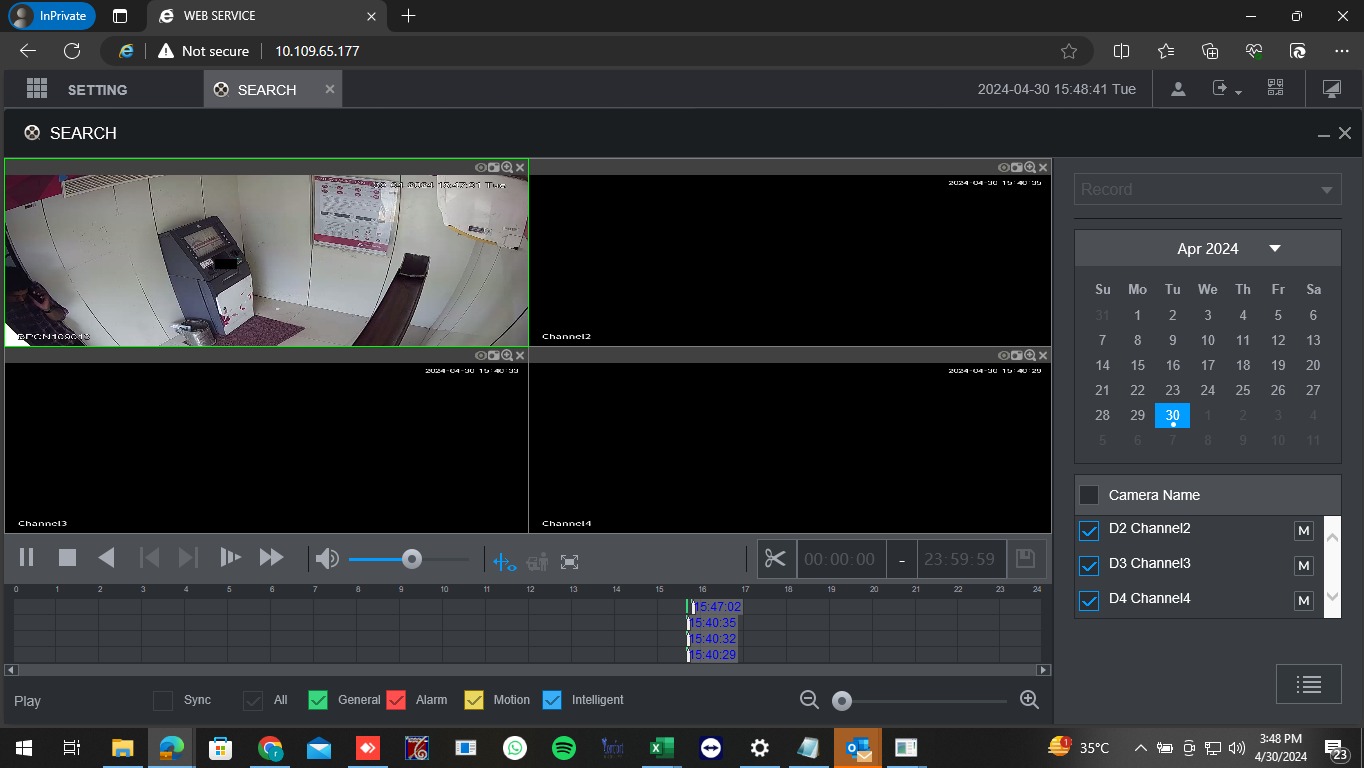 InPrivate
WEB SERVICE
Not secure
10.109.65.177
SETTING
SEARCH
2024-04-30 15:48:41 Tue
SEARCH
2024-04-30 15:40:35
Channel2
2024-04-30 15:40:33
2024-04-30 15:40:29
Channel3
Channel4
Record
Apr 2024
Su Mo Tu We Th Fr Sa
31 1 2 3 4 5 6
7 8 9 10 11 12 13
14 15 16 17 18 19 20
21 22 23 24 25 26 27
28 29 30 1 2 3 4
5 6 7 8 9 10 11
Camera Name
D2 Channel2 M
D3 Channel3 M
D4 Channel4 M
00:00:00 - 23:59:59
0 1 2 3 4 5 6 7 8 9 10 11 12 13 14 15 16 17 18 19 20 21 22 23 24
15:47:02
15:40:35
15:40:32
15:40:29
Play
Sync
All
General
Alarm
Motion
Intelligent
1
35°C
3:48 PM
4/30/2024
23